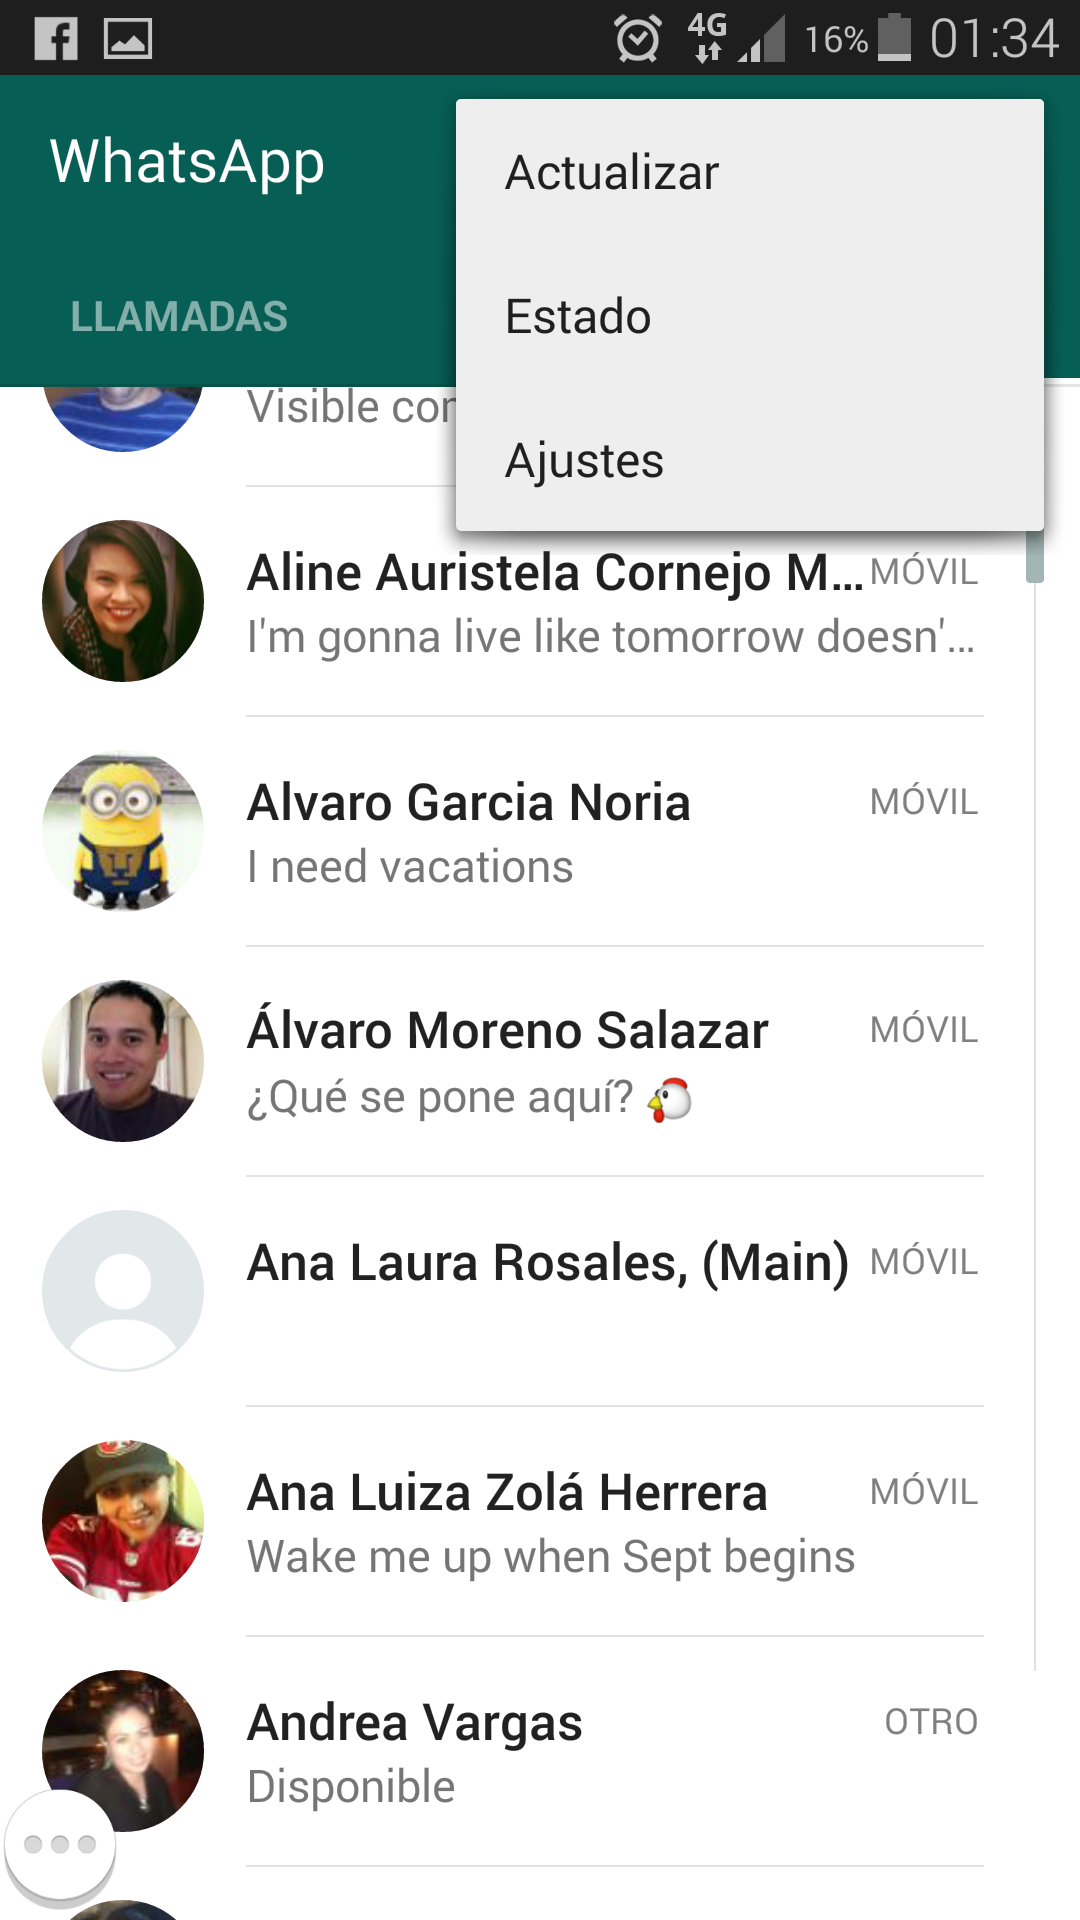 4G 16% 01:34
WhatsApp
Actualizar
Estado
Ajustes
LLAMADAS
Visible con
Aline Auristela Cornejo M... MÓVIL
I'm gonna live like tomorrow doesn'...
Alvaro Garcia Noria MÓVIL
I need vacations
Álvaro Moreno Salazar MÓVIL
¿Qué se pone aquí? 🐔
Ana Laura Rosales, (Main) MÓVIL
Ana Luiza Zolá Herrera MÓVIL
Wake me up when Sept begins
Andrea Vargas OTRO
Disponible